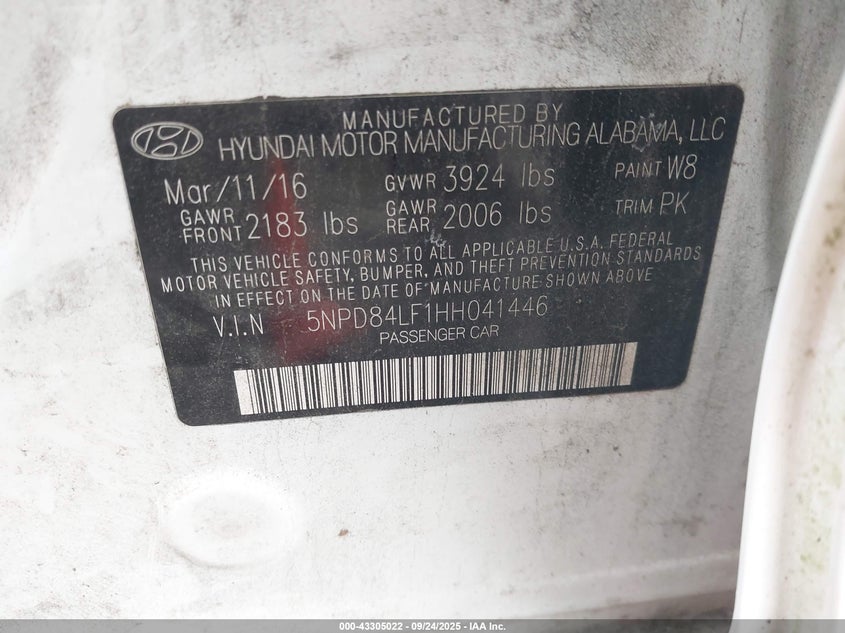 MANUFACTURED BY
HYUNDAI MOTOR MANUFACTURING ALABAMA, LLC
Mar/11/16 GVWR 3924 lbs PAINT W8
GAWR FRONT 2183 lbs GAWR REAR 2006 lbs TRIM PK
THIS VEHICLE CONFORMS TO ALL APPLICABLE U.S.A. FEDERAL
MOTOR VEHICLE SAFETY, BUMPER, AND THEFT PREVENTION STANDARDS
IN EFFECT ON THE DATE OF MANUFACTURE SHOWN ABOVE
V.I.N 5NPD84LF1HH041446
PASSENGER CAR
000-43305022 - 09/24/2025 - IAA Inc.